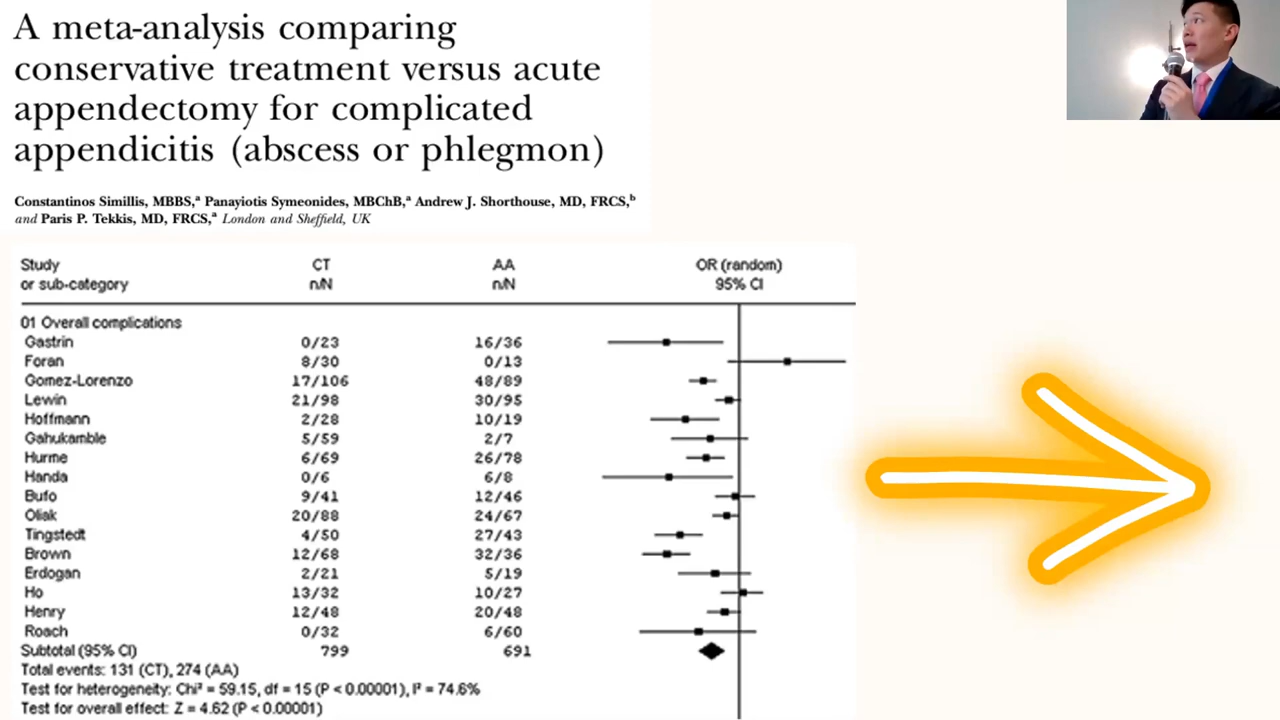 A meta-analysis comparing
conservative treatment versus acute
appendectomy for complicated
appendicitis (abscess or phlegmon)
Constantinos Simillis, MBBS,ᵃ Panayiotis Symeonides, MBChB,ᵃ Andrew J. Shorthouse, MD, FRCS,ᵇ
and Paris P. Tekkis, MD, FRCS,ᵃ London and Sheffield, UK
Study CT AA OR (random)
or sub-category n/N n/N 95% CI
01 Overall complications
Gastrin 0/23 16/36
Foran 8/30 0/13
Gomez-Lorenzo 17/106 48/89
Lewin 21/98 30/95
Hoffmann 2/28 10/19
Gahukamble 5/59 2/7
Hurme 6/69 26/78
Handa 0/6 6/8
Bufo 9/41 12/46
Oliak 20/88 24/67
Tingstedt 4/50 27/43
Brown 12/68 32/36
Erdogan 2/21 5/19
Ho 13/32 10/27
Henry 12/48 20/48
Roach 0/32 6/60
Subtotal (95% CI) 799 691
Total events: 131 (CT), 274 (AA)
Test for heterogeneity: Chi² = 59.15, df = 15 (P < 0.00001), I² = 74.6%
Test for overall effect: Z = 4.62 (P < 0.00001)